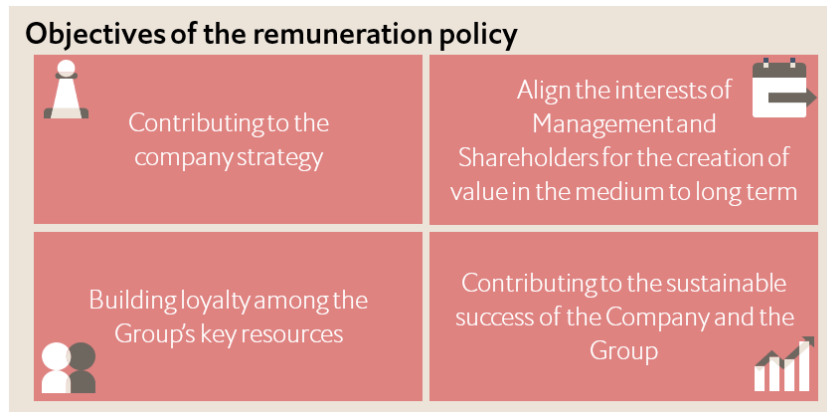 Objectives of the remuneration policy
Contributing to the
company strategy
Align the interests of
Management and
Shareholders for the creation of
value in the medium to long term
Building loyalty among the
Group's key resources
Contributing to the sustainable
success of the Company and the
Group